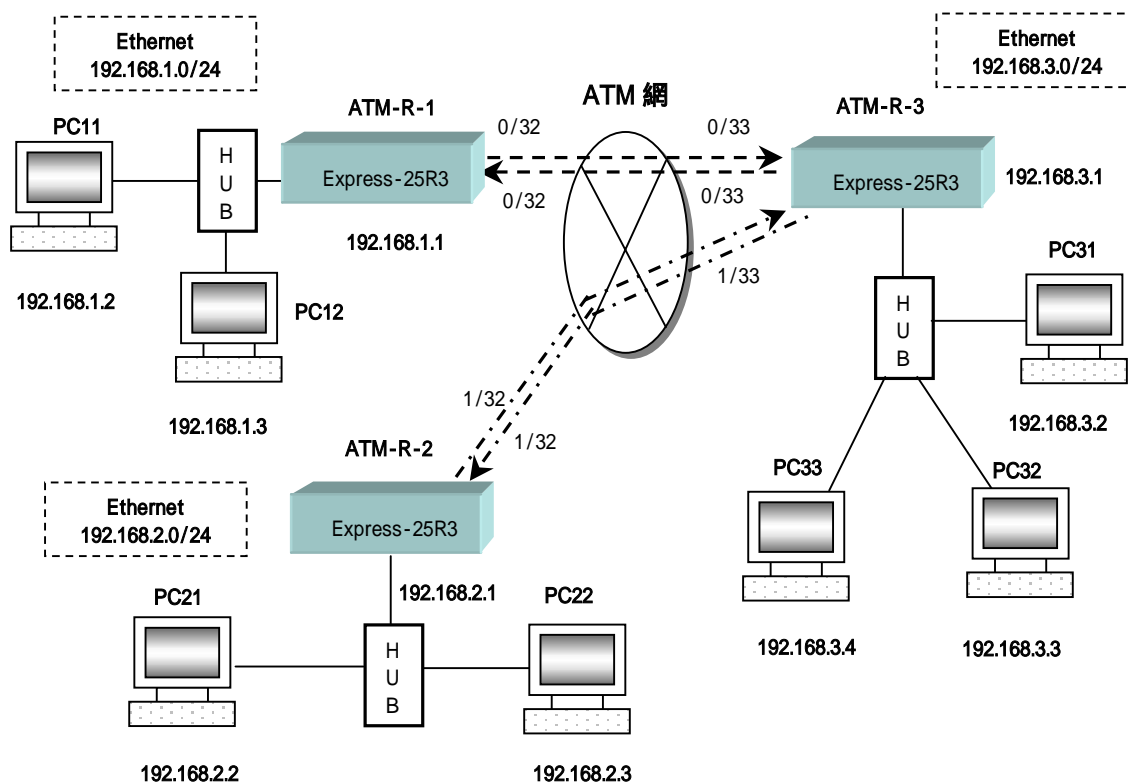 Ethernet
192.168.1.0/24
Ethernet
192.168.3.0/24
ATM 網
ATM-R-1
ATM-R-3
PC11
H
U
B
Express-25R3
0/32
0/33
0/32
0/33
Express-25R3
192.168.3.1
192.168.1.1
192.168.1.2
PC12
192.168.1.3
1/33
PC31
H
U
B
192.168.3.2
1/32
1/32
ATM-R-2
Ethernet
192.168.2.0/24
Express-25R3
PC33
PC32
192.168.3.4
192.168.3.3
192.168.2.1
PC21
PC22
H
U
B
192.168.2.2
192.168.2.3